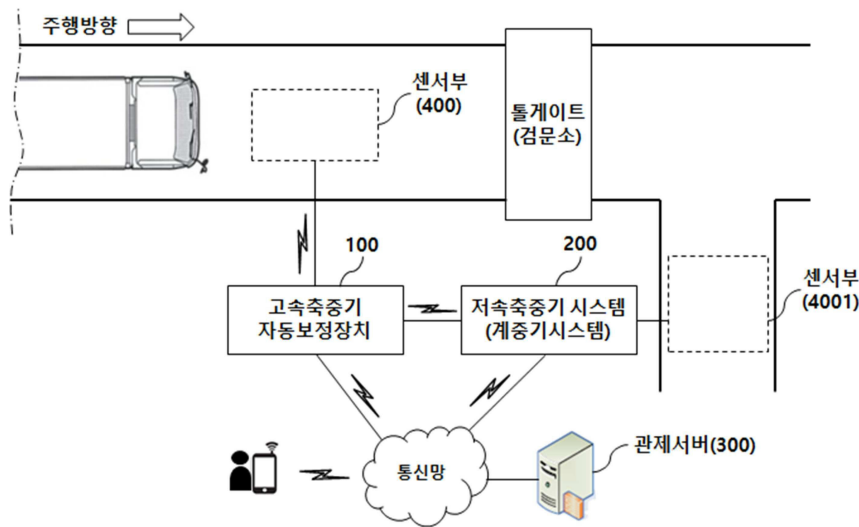 주행방향
센서부
(400)
톨게이트
(검문소)
100
200
고속축중기
자동보정장치
저속축중기 시스템
(계중기시스템)
센서부
(4001)
통신망
관제서버(300)